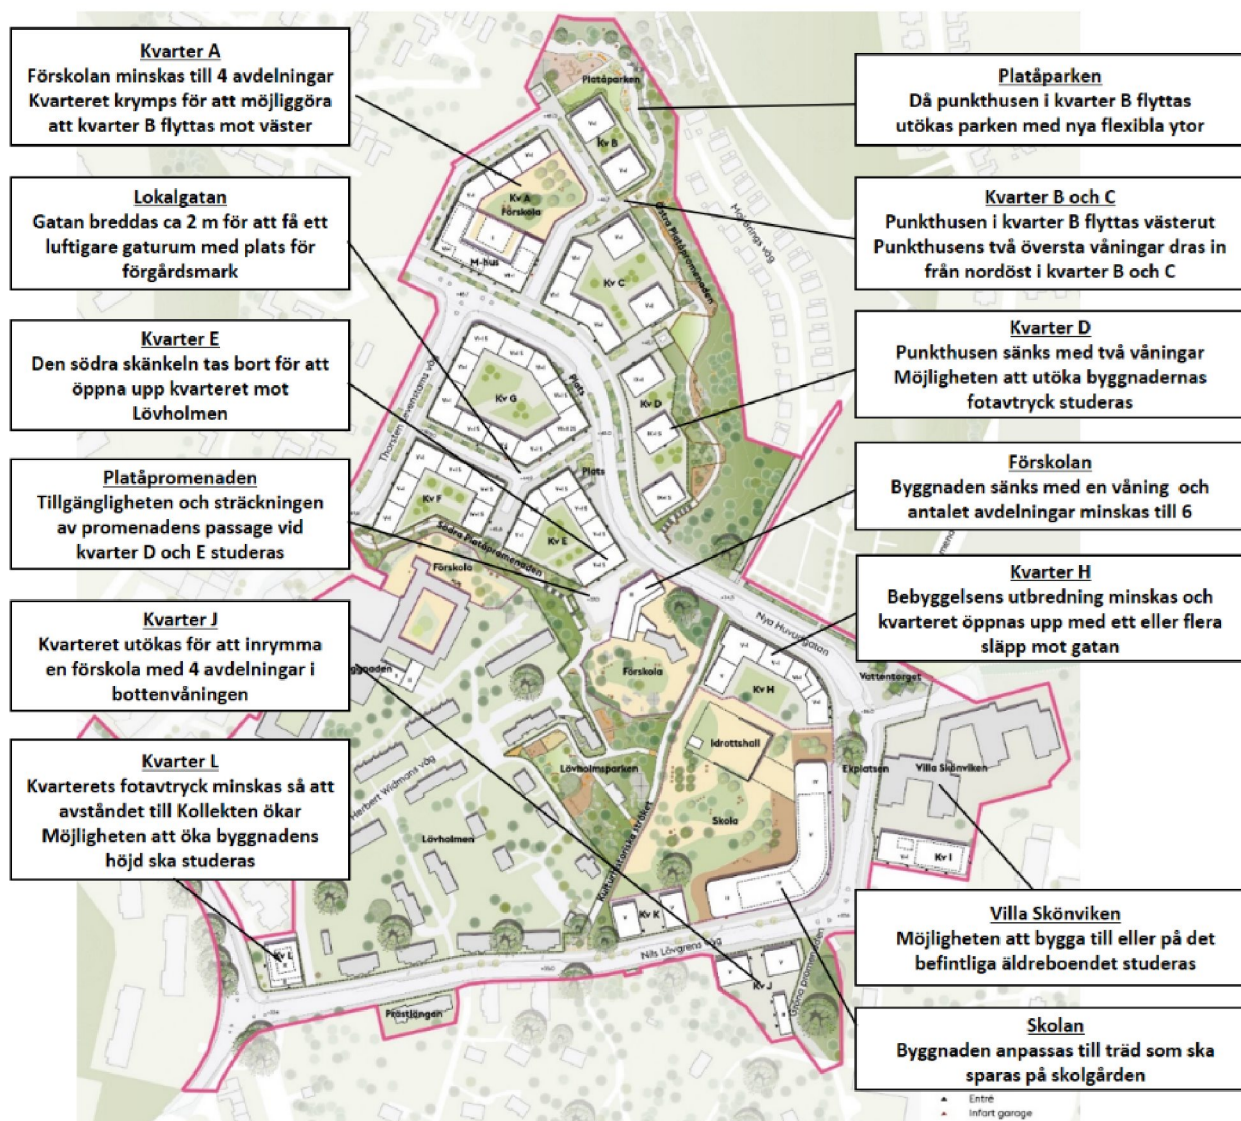 Kvarter A
Förskolan minskas till 4 avdelningar
Kvarteret krymps för att möjliggöra
att kvarter B flyttas mot väster
Lokalgatan
Gatan breddas ca 2 m för att få ett
luftigare gaturum med plats för
förgårdsmark
Kvarter E
Den södra skänkeln tas bort för att
öppna upp kvarteret mot
Lövholmen
Platåpromenaden
Tillgängligheten och sträckningen
av promenadens passage vid
kvarter D och E studeras
Kvarter J
Kvarteret utökas för att inrymma
en förskola med 4 avdelningar i
bottenvåningen
Kvarter L
Kvarterets fotavtryck minskas så att
avståndet till Kollekten ökar
Möjligheten att öka byggnadens
höjd ska studeras
Platåparken
Då punkthusen i kvarter B flyttas
utökas parken med nya flexibla ytor
Kvarter B och C
Punkthusen i kvarter B flyttas västerut
Punkthusens två översta våningar dras in
från nordöst i kvarter B och C
Kvarter D
Punkthusen sänks med två våningar
Möjligheten att utöka byggnadernas
fotavtryck studeras
Förskolan
Byggnaden sänks med en våning och
antalet avdelningar minskas till 6
Kvarter H
Bebyggelsens utbredning minskas och
kvarteret öppnas upp med ett eller flera
släpp mot gatan
Villa Skönviken
Möjligheten att bygga till eller på det
befintliga äldreboendet studeras
Skolan
Byggnaden anpassas till träd som ska
sparas på skolgården
Platåparken
Kv B
Kv A
Förskola
M-hus
Kv C
Östra Platåpromenaden
Majorings väg
Kv G
Plats
Kv D
Thorsten Levenstams väg
Plats
Kv F
Kv E
Södra Platåpromenaden
Förskola
Nya Huvudgatan
Förskola
Kv H
Vattentorget
Idrottshall
Ekplatsen
Villa Skönviken
Lövholmsparken
Herbert Widmans väg
Lövholmen
Skola
Kulturhistoriska stråket
Kv I
Kv K
Kv L
Nils Lövgrens väg
Kv J
Gröna promenaden
Prästlängan
Entré
Infart garage